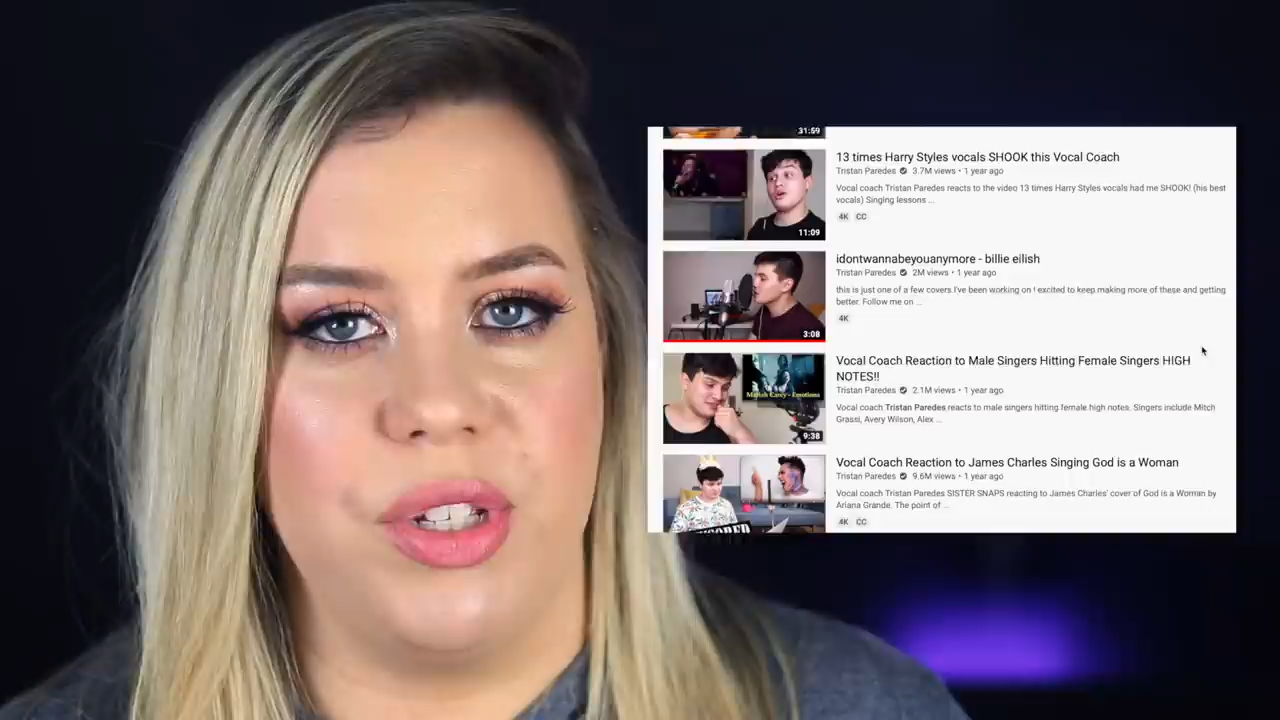 31:59
13 times Harry Styles vocals SHOOK this Vocal Coach
Tristan Paredes 3.7M views • 1 year ago
Vocal coach Tristan Paredes reacts to the video 13 times Harry Styles vocals had me SHOOK! (his best
vocals) Singing lessons ...
4K CC
11:09
idontwannabeyouanymore - billie eilish
Tristan Paredes 2M views • 1 year ago
this is just one of a few covers I've been working on ! excited to keep making more of these and getting
better. Follow me on ...
4K
3:08
Vocal Coach Reaction to Male Singers Hitting Female Singers HIGH
NOTES!!
Tristan Paredes 2.1M views • 1 year ago
Vocal coach Tristan Paredes reacts to male singers hitting female high notes. Singers include Mitch
Grassi, Avery Wilson, Alex ...
Mariah Carey - Emotions
9:38
Vocal Coach Reaction to James Charles Singing God is a Woman
Tristan Paredes 9.6M views • 1 year ago
Vocal coach Tristan Paredes SISTER SNAPS reacting to James Charles' cover of God is a Woman by
Ariana Grande. The point of ...
4K CC